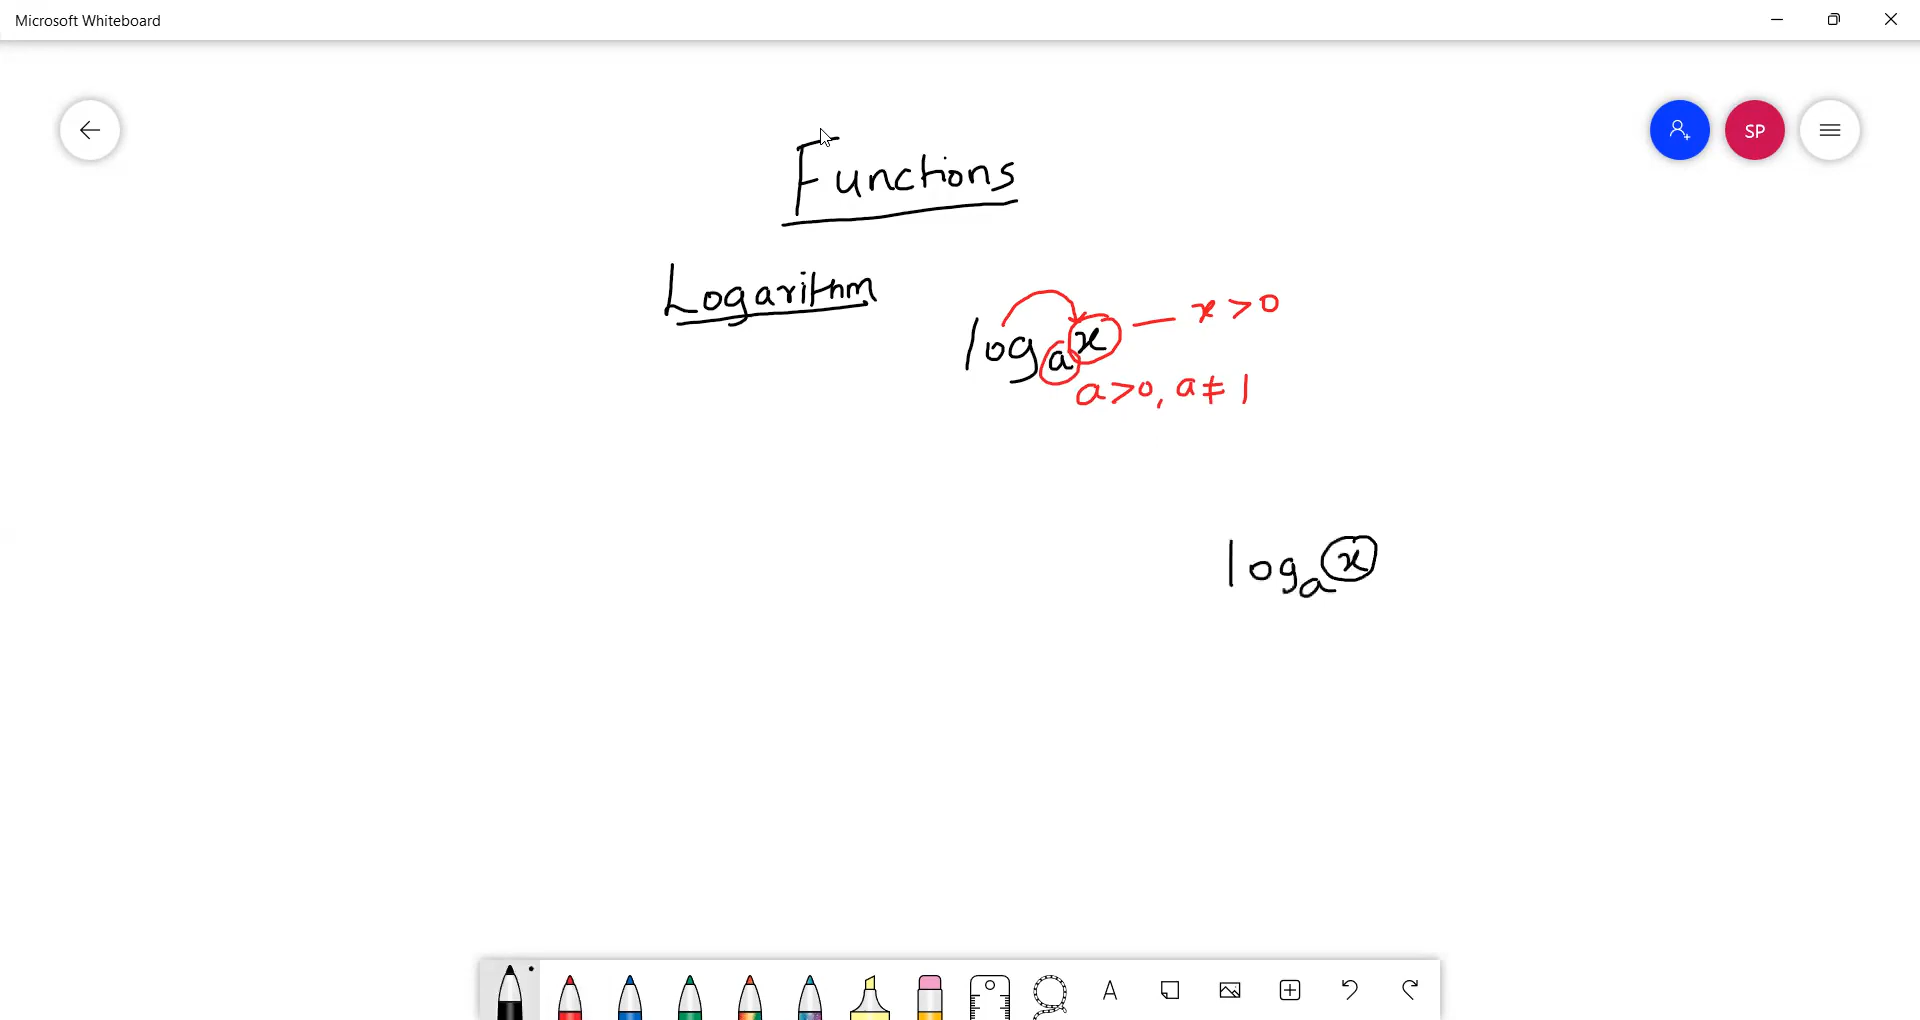 Microsoft Whiteboard
SP
Functions
Logarithm
logₐx — x > 0
a > 0, a ≠ 1
logₐx
A